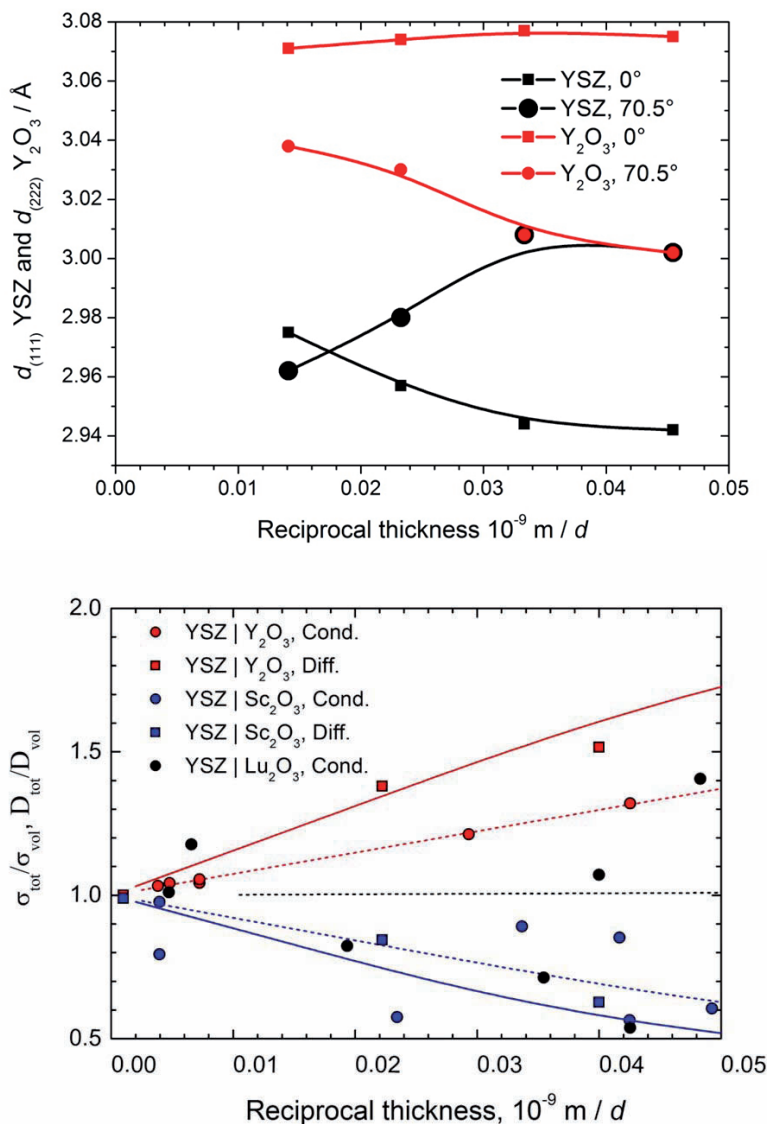 3.08
3.06
3.04
3.02
3.00
2.98
2.96
2.94
d(111) YSZ and d(222) Y2O3 / Å
YSZ, 0°
YSZ, 70.5°
Y2O3, 0°
Y2O3, 70.5°
0.00 0.01 0.02 0.03 0.04 0.05
Reciprocal thickness 10⁻⁹ m / d
2.0
1.5
1.0
0.5
σtot/σvol, Dtot/Dvol
YSZ | Y2O3, Cond.
YSZ | Y2O3, Diff.
YSZ | Sc2O3, Cond.
YSZ | Sc2O3, Diff.
YSZ | Lu2O3, Cond.
0.00 0.01 0.02 0.03 0.04 0.05
Reciprocal thickness, 10⁻⁹ m / d